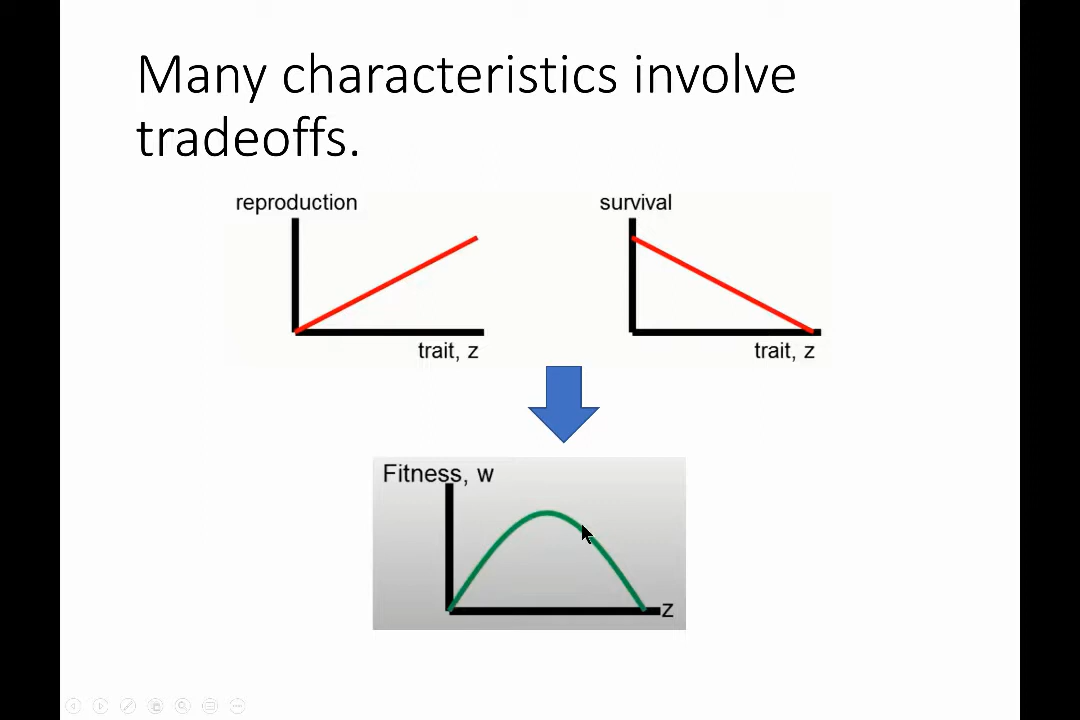 Many characteristics involve
tradeoffs.
reproduction
survival
trait, z
trait, z
Fitness, w
z